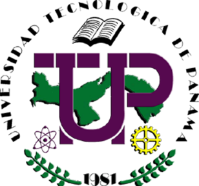 UNIVERSIDAD TECNOLOGICA DE PANAMA
UTP
1981